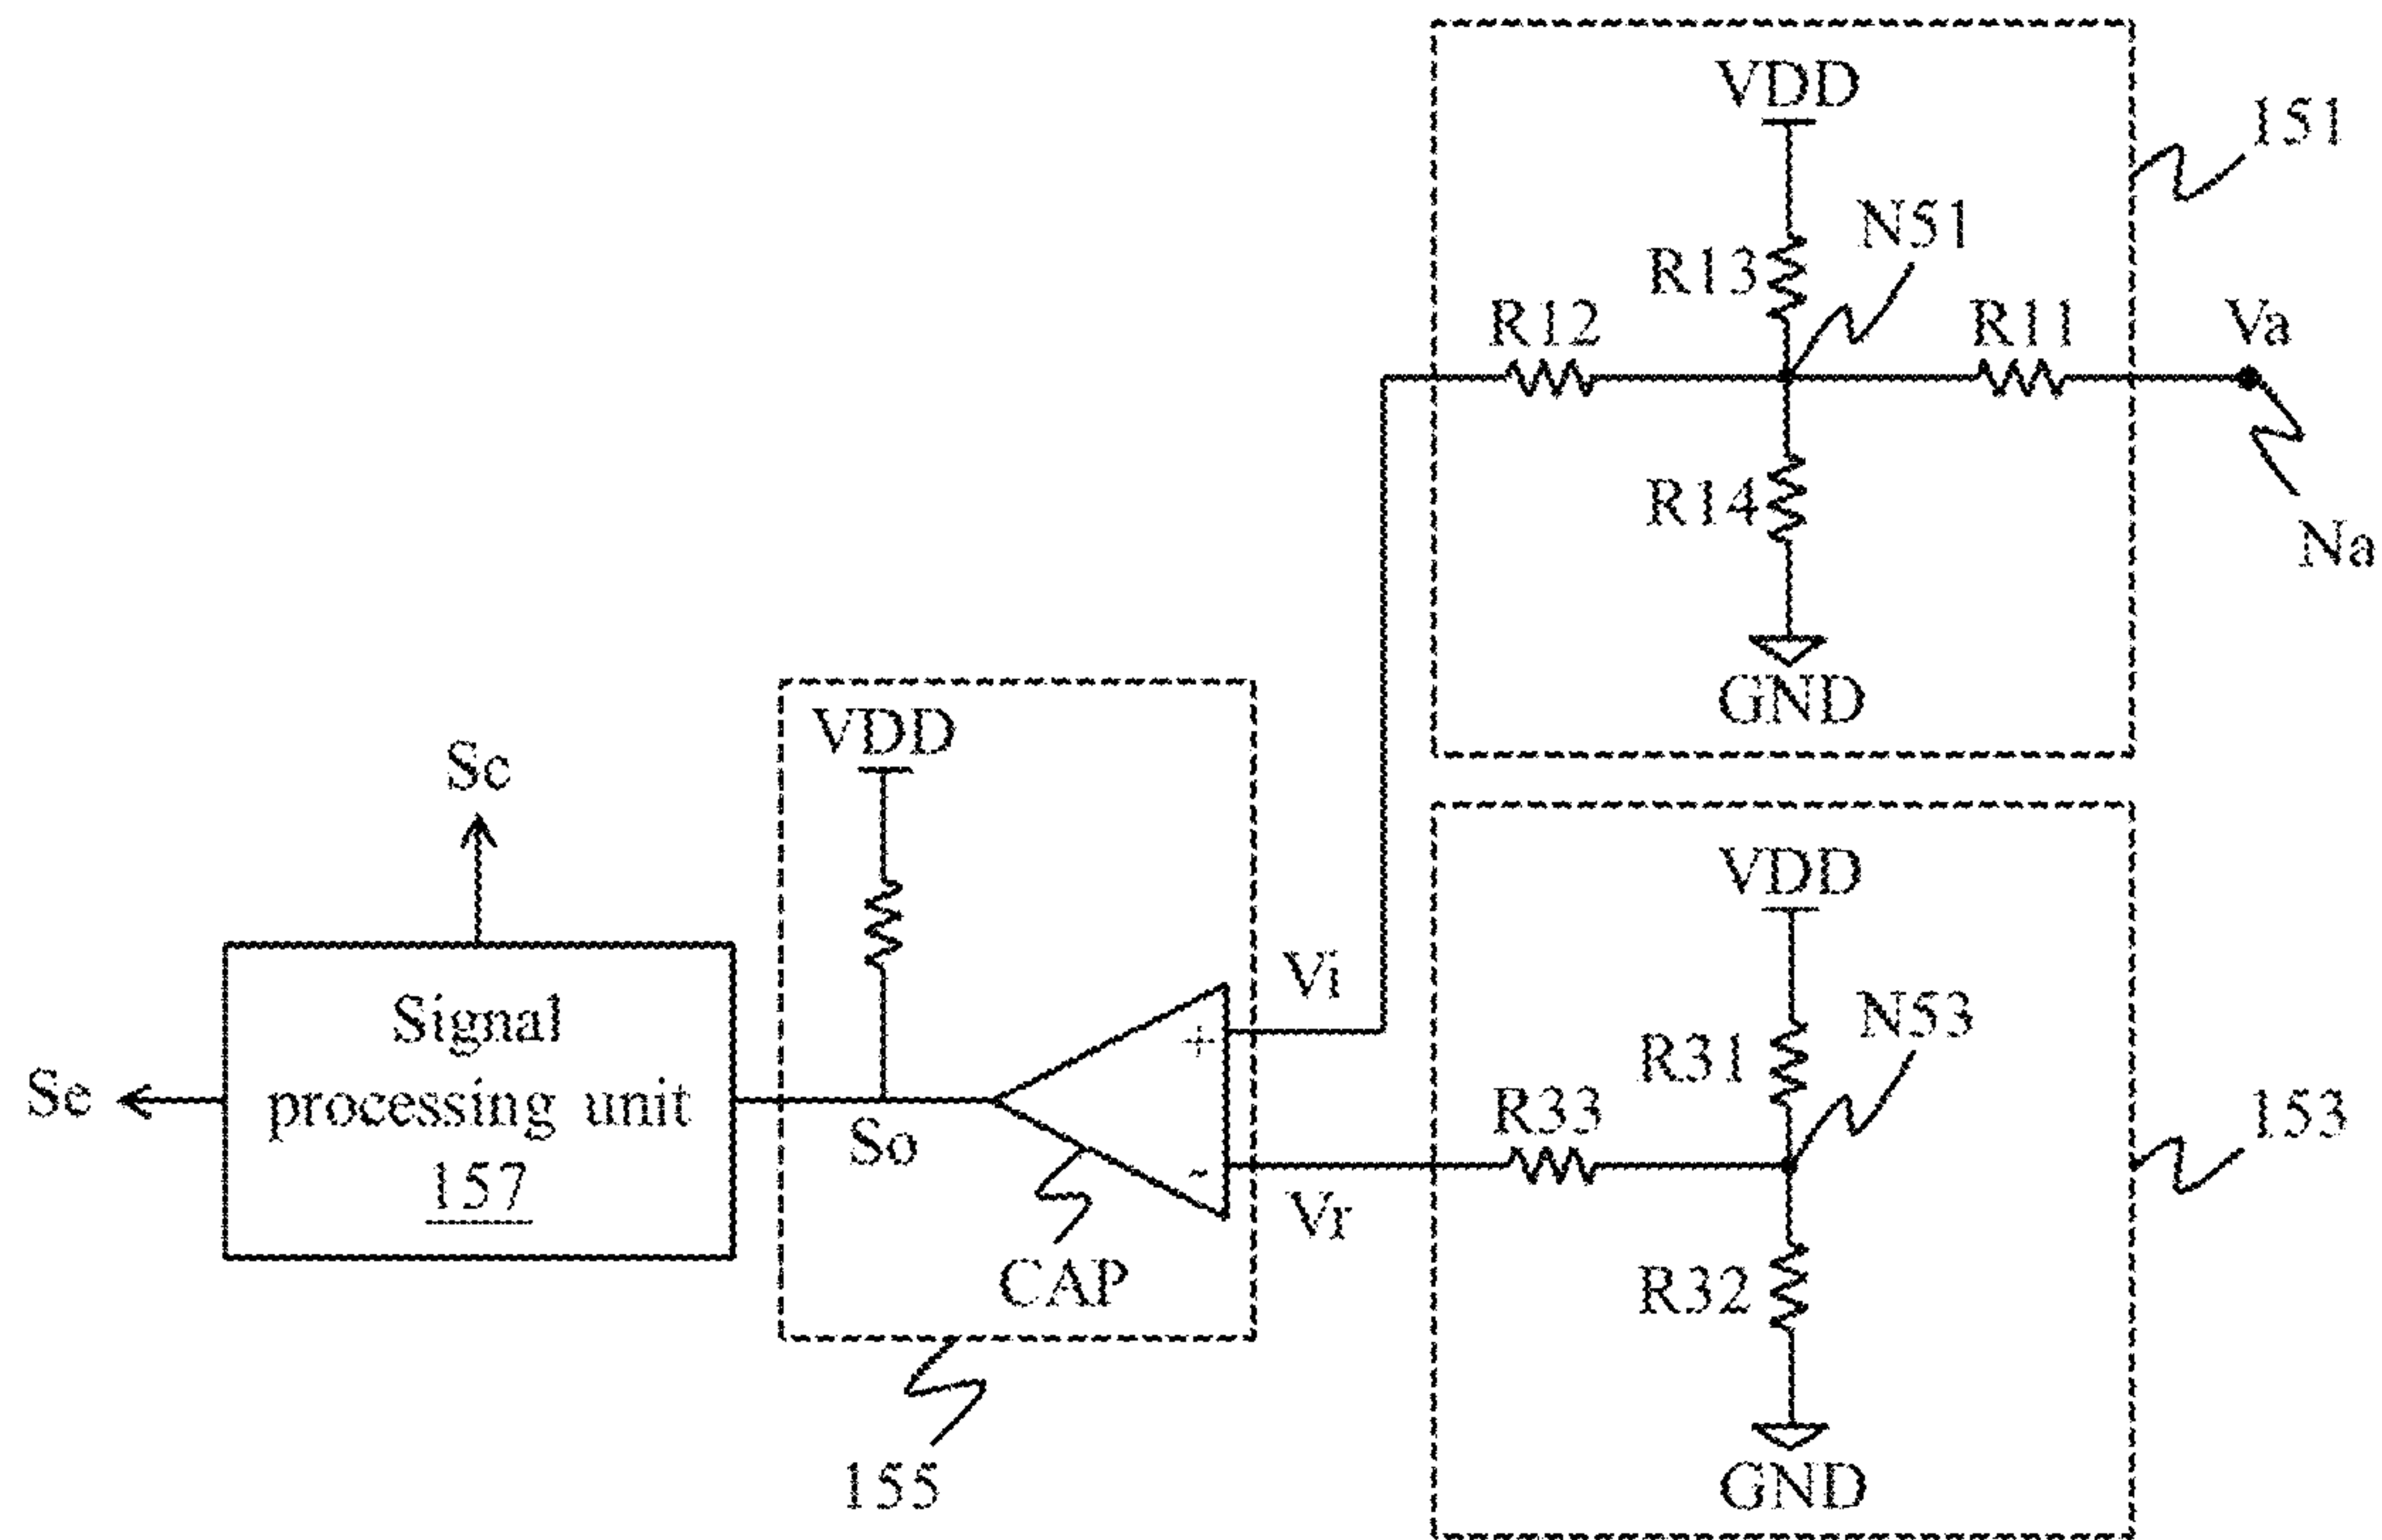 VDD
151
N51
R13
R12
R11
Va
R14
Na
GND
VDD
Sc
VDD
Vi
N53
Signal
processing unit
157
R31
Se
So
+
-
R33
153
Vr
CAP
R32
155
GND